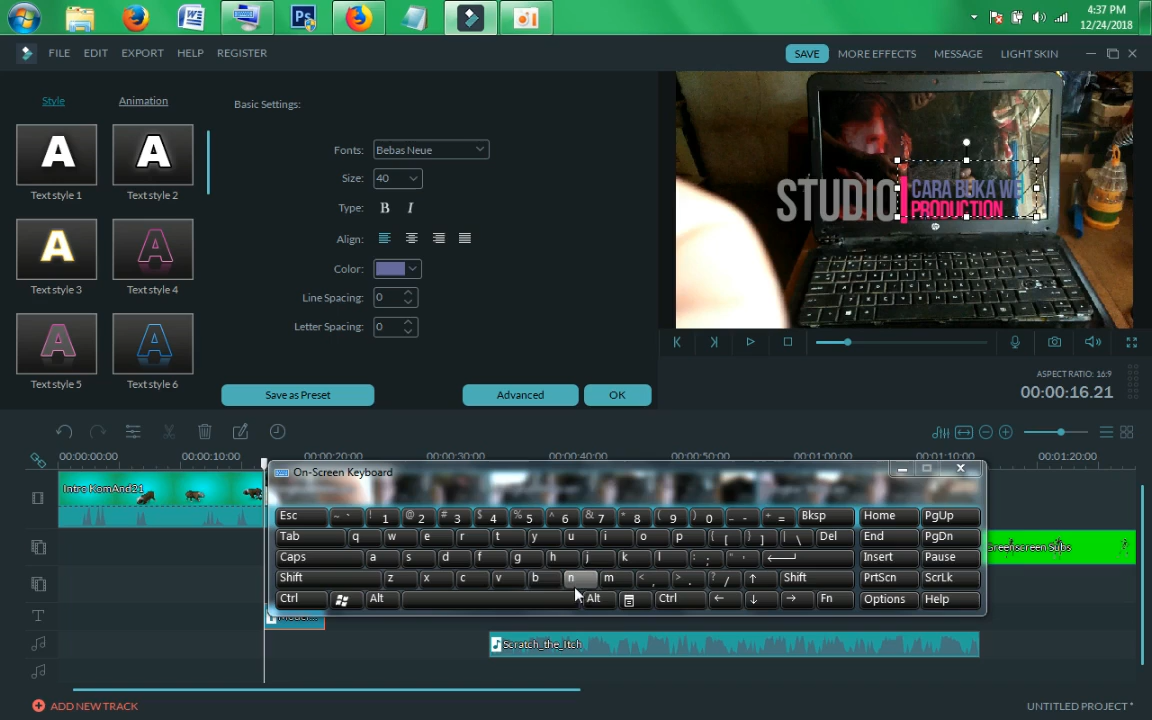 4:37 PM
12/24/2018
FILE EDIT EXPORT HELP REGISTER
SAVE MORE EFFECTS MESSAGE LIGHT SKIN
Style Animation
Text style 1 Text style 2
Text style 3 Text style 4
Text style 5 Text style 6
Basic Settings:
Fonts: Bebas Neue
Size: 40
Type: B I
Align:
Color:
Line Spacing: 0
Letter Spacing: 0
Save as Preset Advanced OK
STUDIO
CARA BUKA WE
PRODUCTION
ASPECT RATIO: 16:9
00:00:16.21
00:00:00:00 00:00:10:00 00:00:20:00 00:00:30:00 00:00:40:00 00:00:50:00 00:01:00:00 00:01:10:00 00:01:20:00
Intro KomAnd21
Greenscreen Subs
Scratch_the_Itch
On-Screen Keyboard
Esc ~ ` ! 1 @ 2 # 3 $ 4 % 5 ^ 6 & 7 * 8 ( 9 ) 0 _ - + = Bksp Home PgUp
Tab q w e r t y u i o p { [ } ] | \ Del End PgDn
Caps a s d f g h j k l : ; " ' Insert Pause
Shift z x c v b n m < , > . ? / Shift PrtScn ScrLk
Ctrl Alt Alt Ctrl Fn Options Help
ADD NEW TRACK
UNTITLED PROJECT *